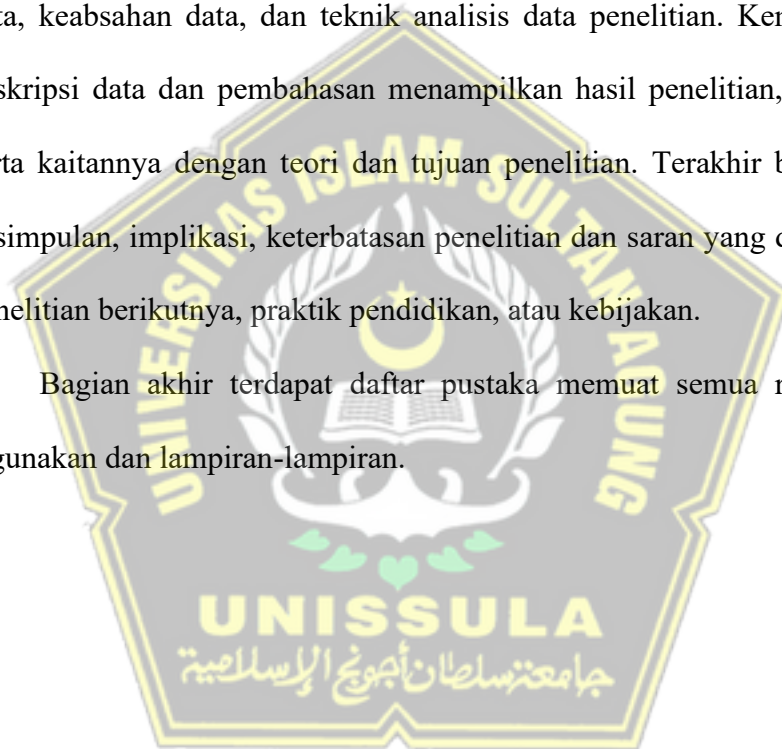 ta, keabsahan data, dan teknik analisis data penelitian. Ken
skripsi data dan pembahasan menampilkan hasil penelitian,
rta kaitannya dengan teori dan tujuan penelitian. Terakhir b
simpulan, implikasi, keterbatasan penelitian dan saran yang d
nelitian berikutnya, praktik pendidikan, atau kebijakan.
Bagian akhir terdapat daftar pustaka memuat semua r
gunakan dan lampiran-lampiran.
UNIVERSITAS ISLAM SULTAN AGUNG
UNISSULA
جامعة سلطان أجونج الإسلامية